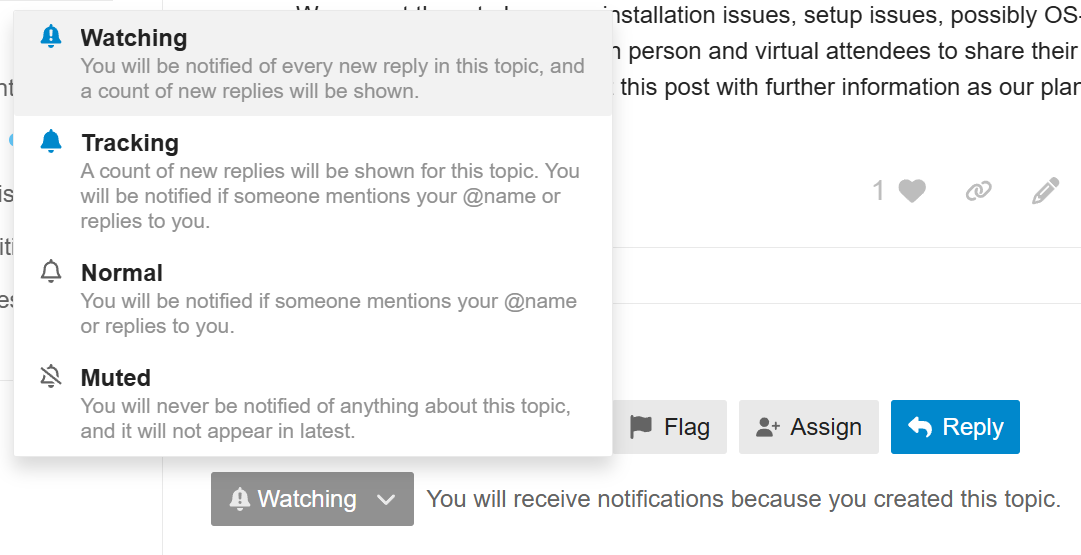 installation issues, setup issues, possibly OS-
person and virtual attendees to share their
this post with further information as our plan
Watching
You will be notified of every new reply in this topic, and
a count of new replies will be shown.
Tracking
A count of new replies will be shown for this topic. You
will be notified if someone mentions your @name or
replies to you.
Normal
You will be notified if someone mentions your @name
or replies to you.
Muted
You will never be notified of anything about this topic,
and it will not appear in latest.
1
Flag
Assign
Reply
Watching
You will receive notifications because you created this topic.